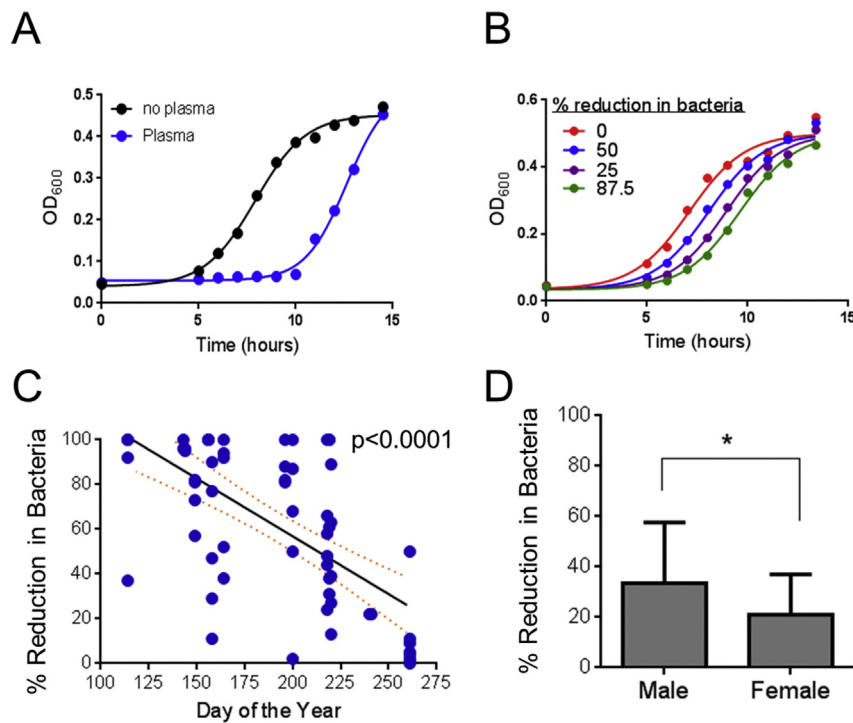 A
0.5
0.4
0.3
0.2
0.1
0.0
OD600
no plasma
Plasma
0
5
10
15
Time (hours)
B
% reduction in bacteria
0.6
0.4
0.2
0.0
OD600
0
50
25
87.5
0
5
10
15
Time (hours)
C
p<0.0001
% Reduction in Bacteria
100
80
60
40
20
0
100
125
150
175
200
225
250
275
Day of the Year
D
% Reduction in Bacteria
100
80
60
40
20
0
*
Male
Female